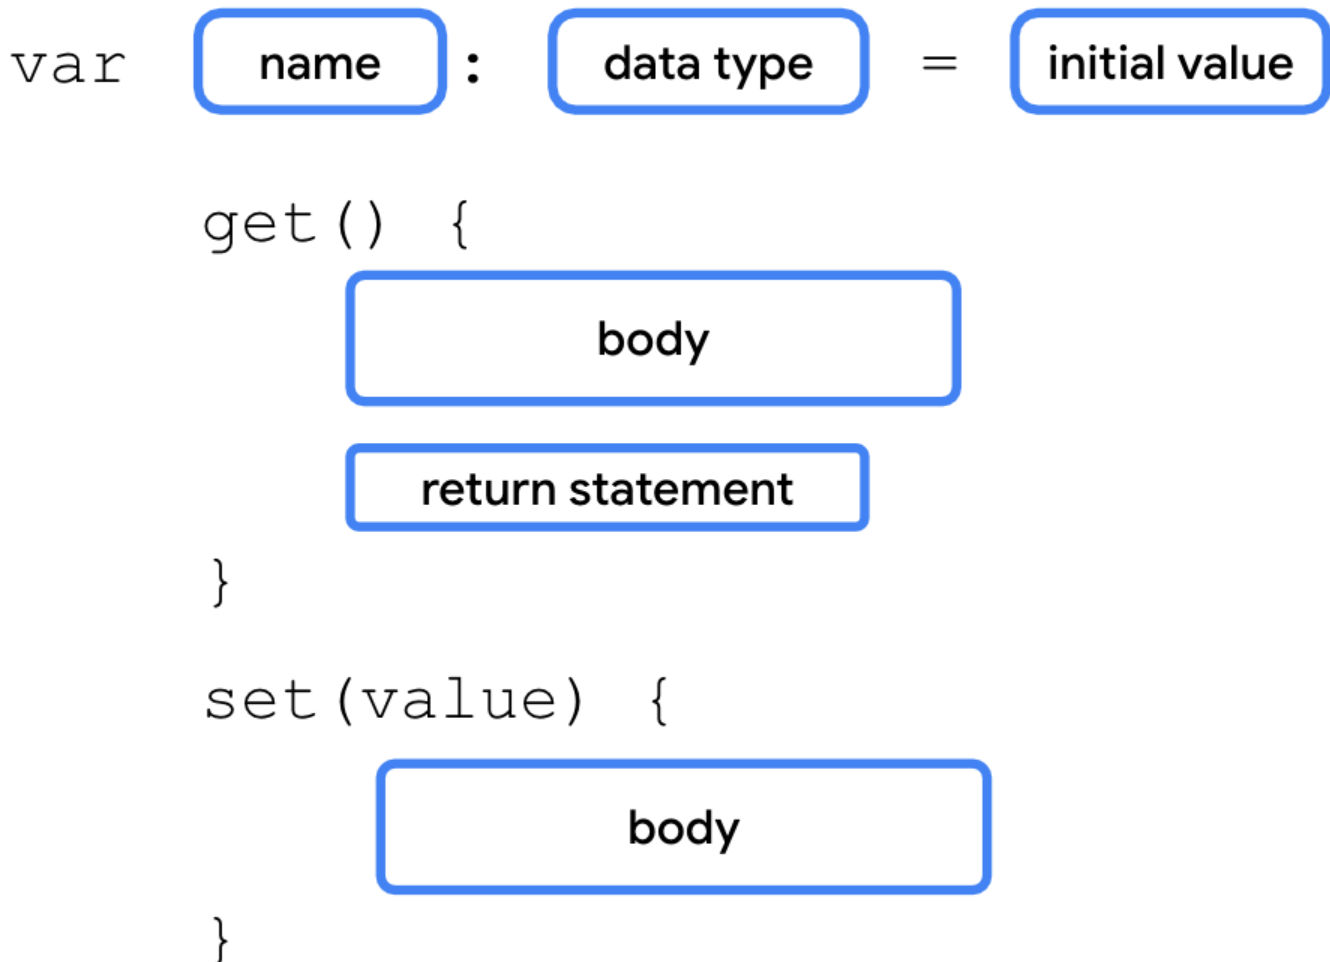 var name : data type = initial value
get() {
body
return statement
}
set(value) {
body
}